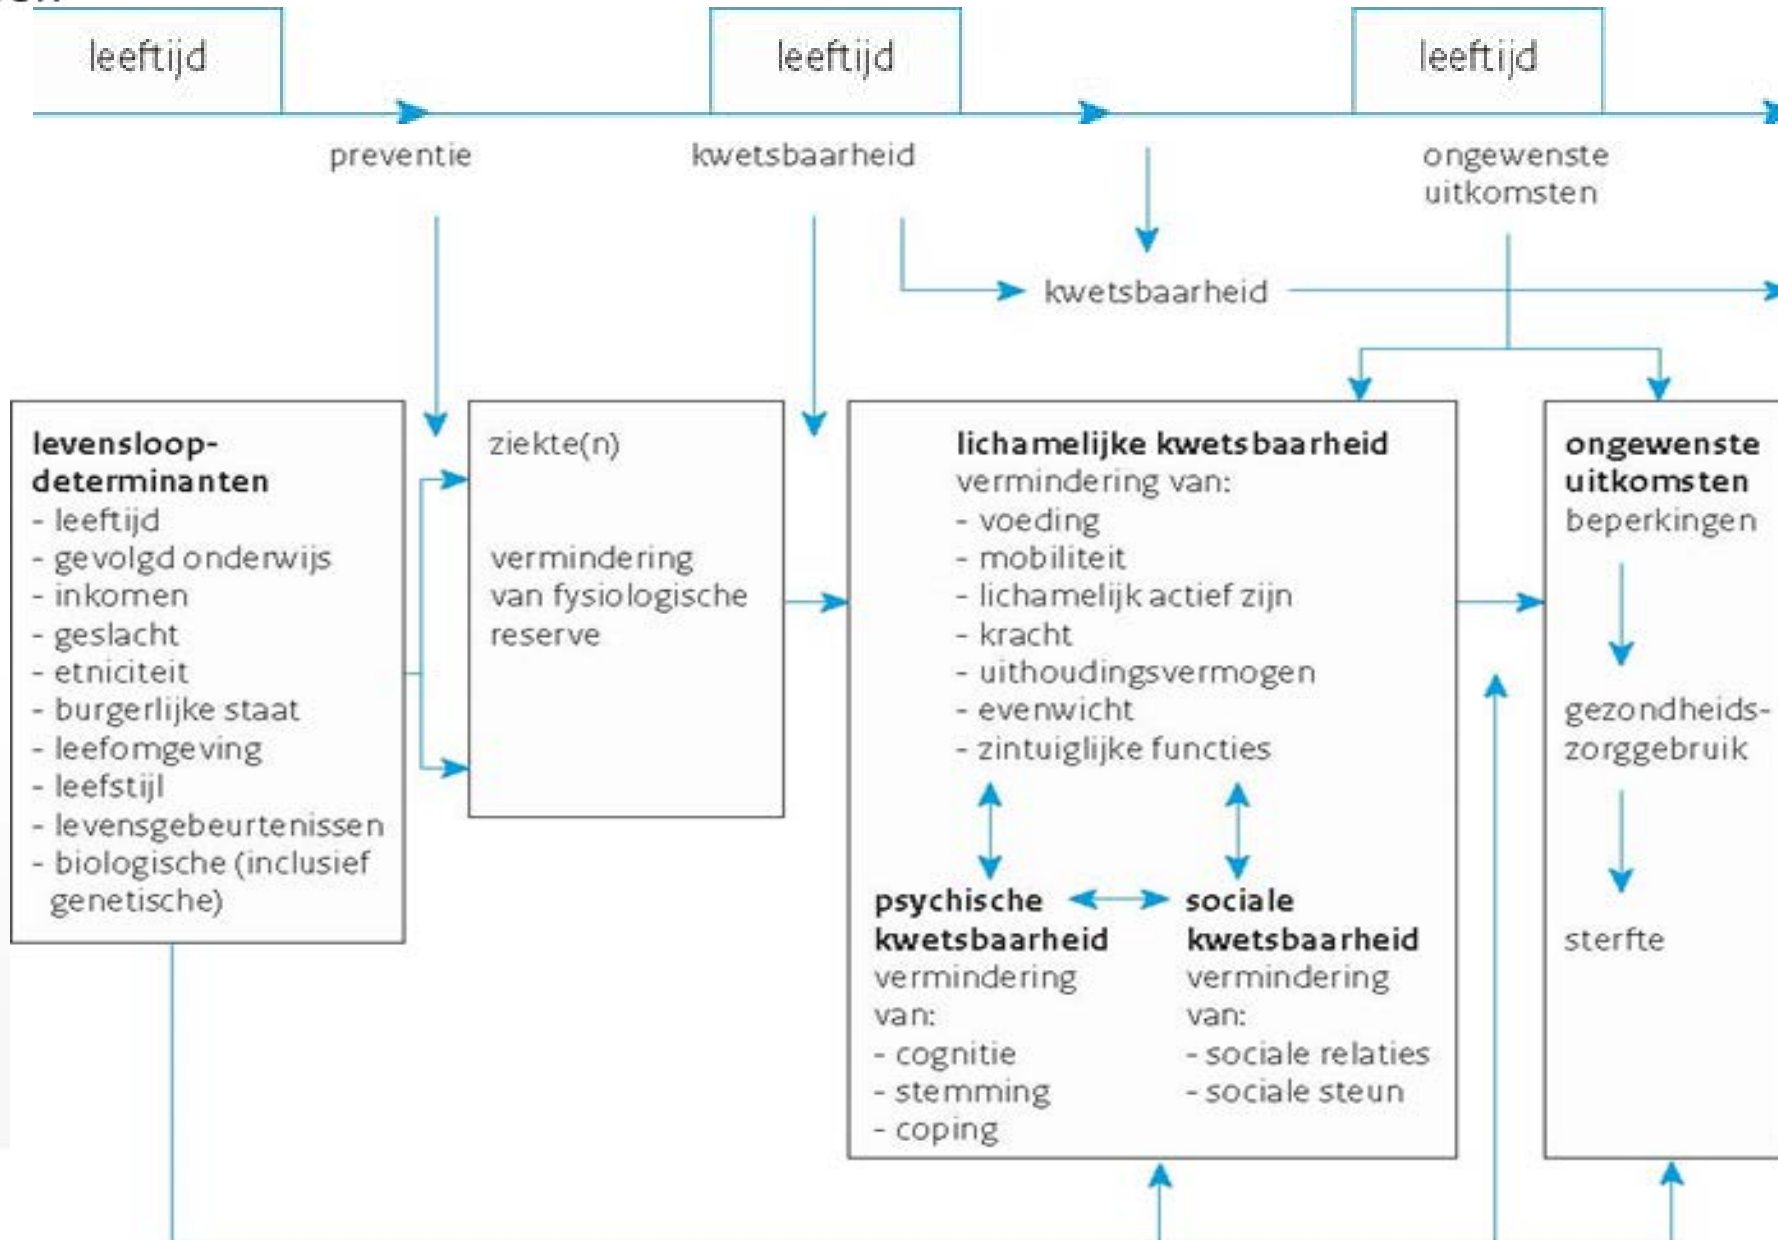 leeftijd
leeftijd
leeftijd
preventie
kwetsbaarheid
ongewenste
uitkomsten
kwetsbaarheid
levensloop-
determinanten
- leeftijd
- gevolgd onderwijs
- inkomen
- geslacht
- etniciteit
- burgerlijke staat
- leefomgeving
- leefstijl
- levensgebeurtenissen
- biologische (inclusief
genetische)
ziekte(n)
vermindering
van fysiologische
reserve
lichamelijke kwetsbaarheid
vermindering van:
- voeding
- mobiliteit
- lichamelijk actief zijn
- kracht
- uithoudingsvermogen
- evenwicht
- zintuiglijke functies
psychische
kwetsbaarheid
vermindering
van:
- cognitie
- stemming
- coping
sociale
kwetsbaarheid
vermindering
van:
- sociale relaties
- sociale steun
ongewenste
uitkomsten
beperkingen
gezondheids-
zorggebruik
sterfte